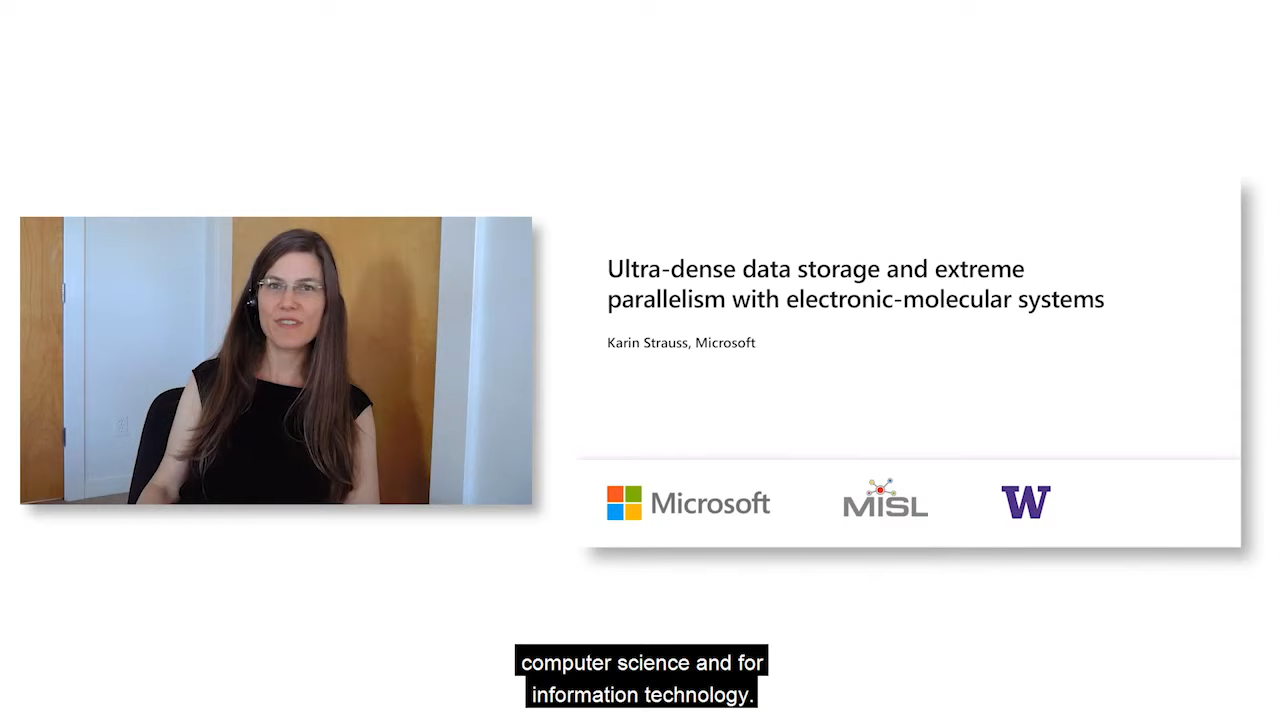 Ultra-dense data storage and extreme
parallelism with electronic-molecular systems
Karin Strauss, Microsoft
Microsoft
MISL
W
computer science and for
information technology.